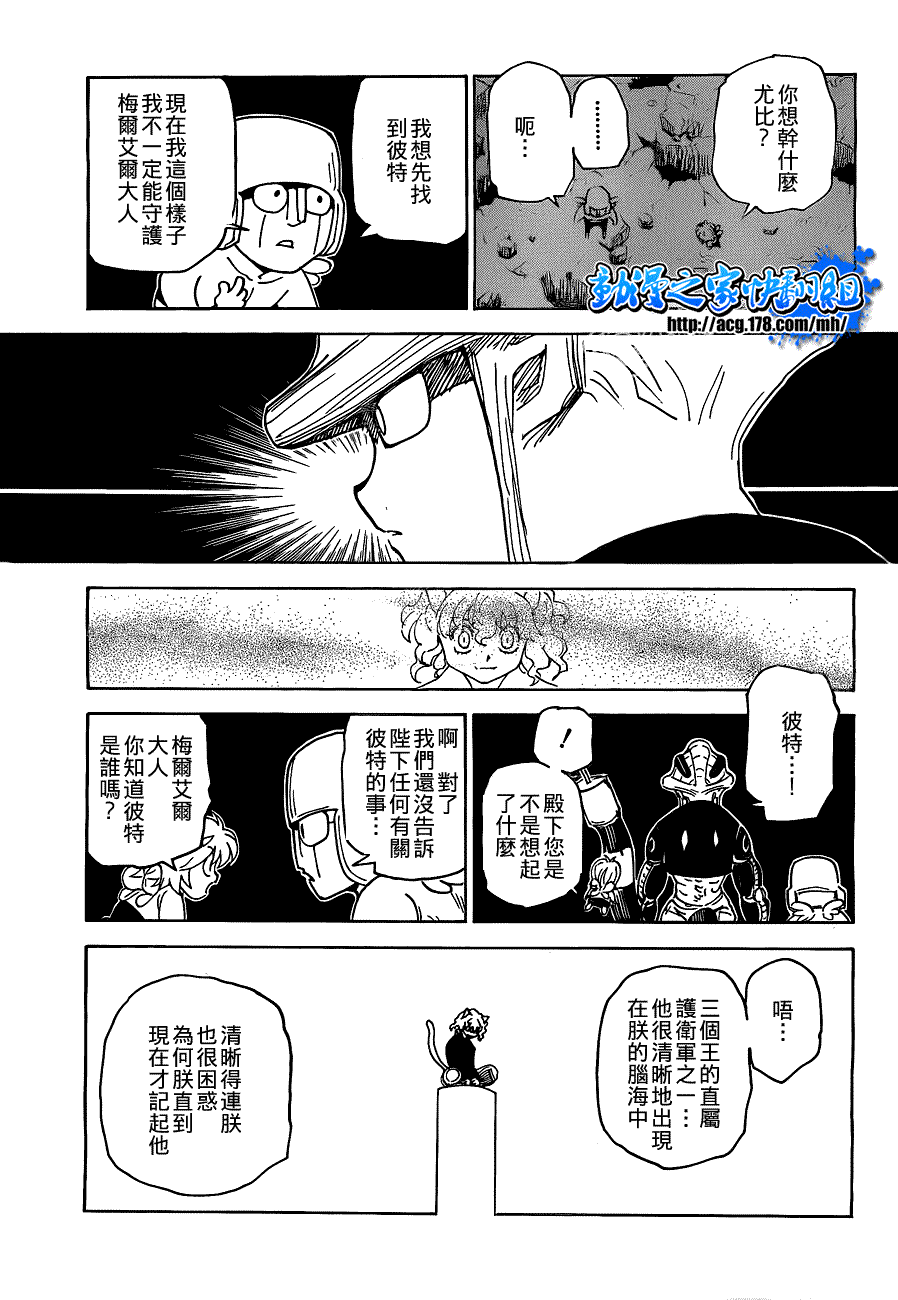 你想幹什麼
尤比？
………
呃…
我想先找
到彼特
現在我這個樣子
我不一定能守護
梅爾艾爾大人
動漫之家快翻組
http://acg.178.com/mh/
彼特…！
！
殿下您是
不是想起
了什麼
啊 對了
我們還沒告訴
陛下任何有關
彼特的事…
梅爾艾爾
大人
你知道彼特
是誰嗎？
唔…
三個王的直屬
護衛軍之一…
他很清晰地出現
在朕的腦海中
清晰得連朕
也很困惑
為何朕直到
現在才記起他